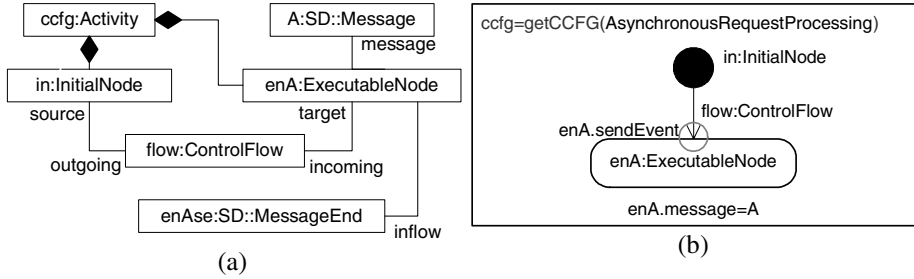 ccfg:Activity
A:SD::Message
message
in:InitialNode
enA:ExecutableNode
source
target
flow:ControlFlow
outgoing
incoming
enAse:SD::MessageEnd
inflow
(a)
ccfg=getCCFG(AsynchronousRequestProcessing)
in:InitialNode
flow:ControlFlow
enA.sendEvent
enA:ExecutableNode
enA.message=A
(b)